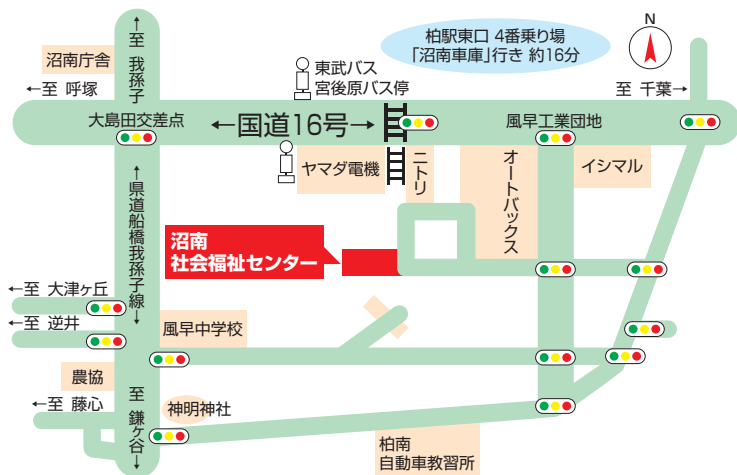 ←至 我孫子
沼南庁舎
柏駅東口 4番乗り場
「沼南車庫」行き 約16分
N
東武バス
宮後原バス停
←至 呼塚
至 千葉→
大島田交差点
←国道16号→
風早工業団地
ヤマダ電機
ニトリ
オートバックス
イシマル
←県道船橋我孫子線→
沼南
社会福祉センター
←至 大津ヶ丘
←至 逆井
風早中学校
農協
←至 藤心
至 鎌ヶ谷→
神明神社
柏南
自動車教習所